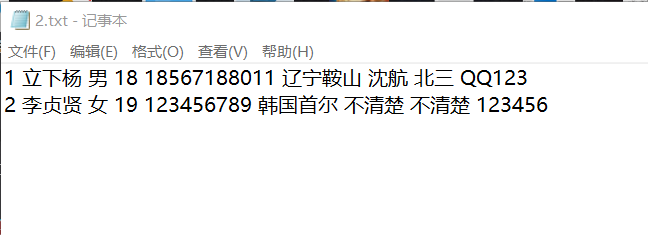 2.txt - 记事本
文件(F) 编辑(E) 格式(O) 查看(V) 帮助(H)
1 立下杨 男 18 18567188011 辽宁鞍山 沈航 北三 QQ123
2 李贞贤 女 19 123456789 韩国首尔 不清楚 不清楚 123456